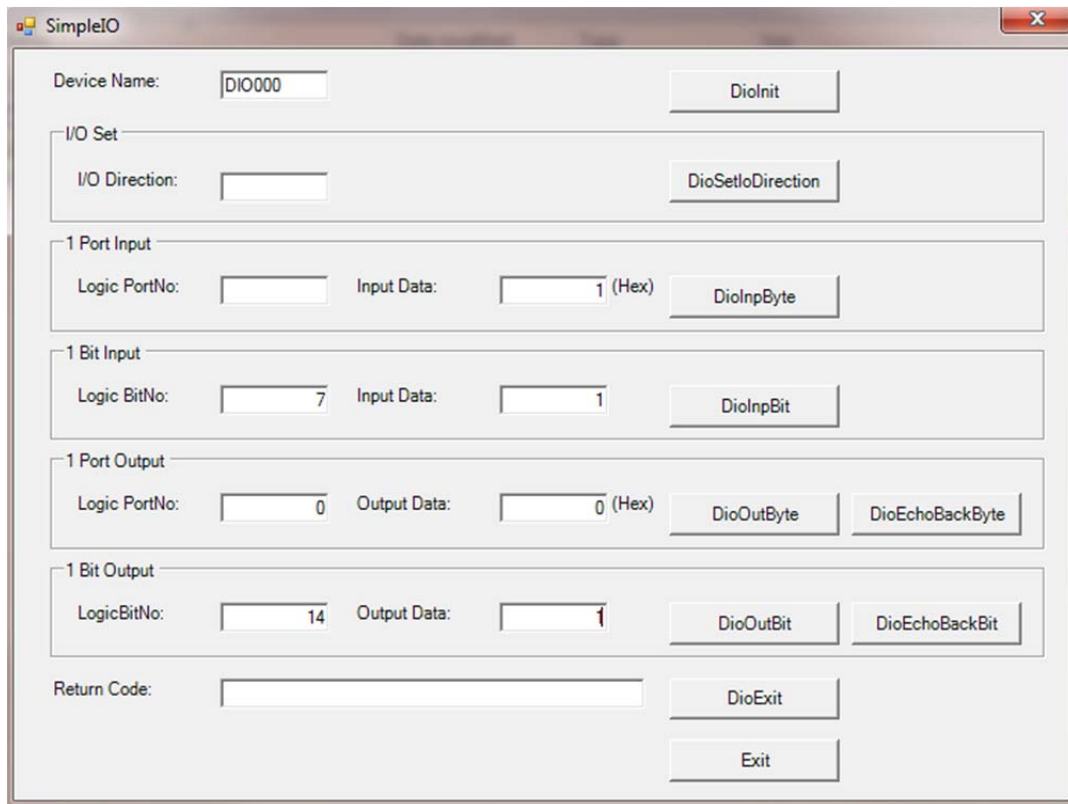 SimpleIO
Device Name: DIO000 DioInit
I/O Set
I/O Direction: DioSetIoDirection
1 Port Input
Logic PortNo: Input Data: 1 (Hex) DioInpByte
1 Bit Input
Logic BitNo: 7 Input Data: 1 DioInpBit
1 Port Output
Logic PortNo: 0 Output Data: 0 (Hex) DioOutByte DioEchoBackByte
1 Bit Output
LogicBitNo: 14 Output Data: 1 DioOutBit DioEchoBackBit
Return Code: DioExit
Exit